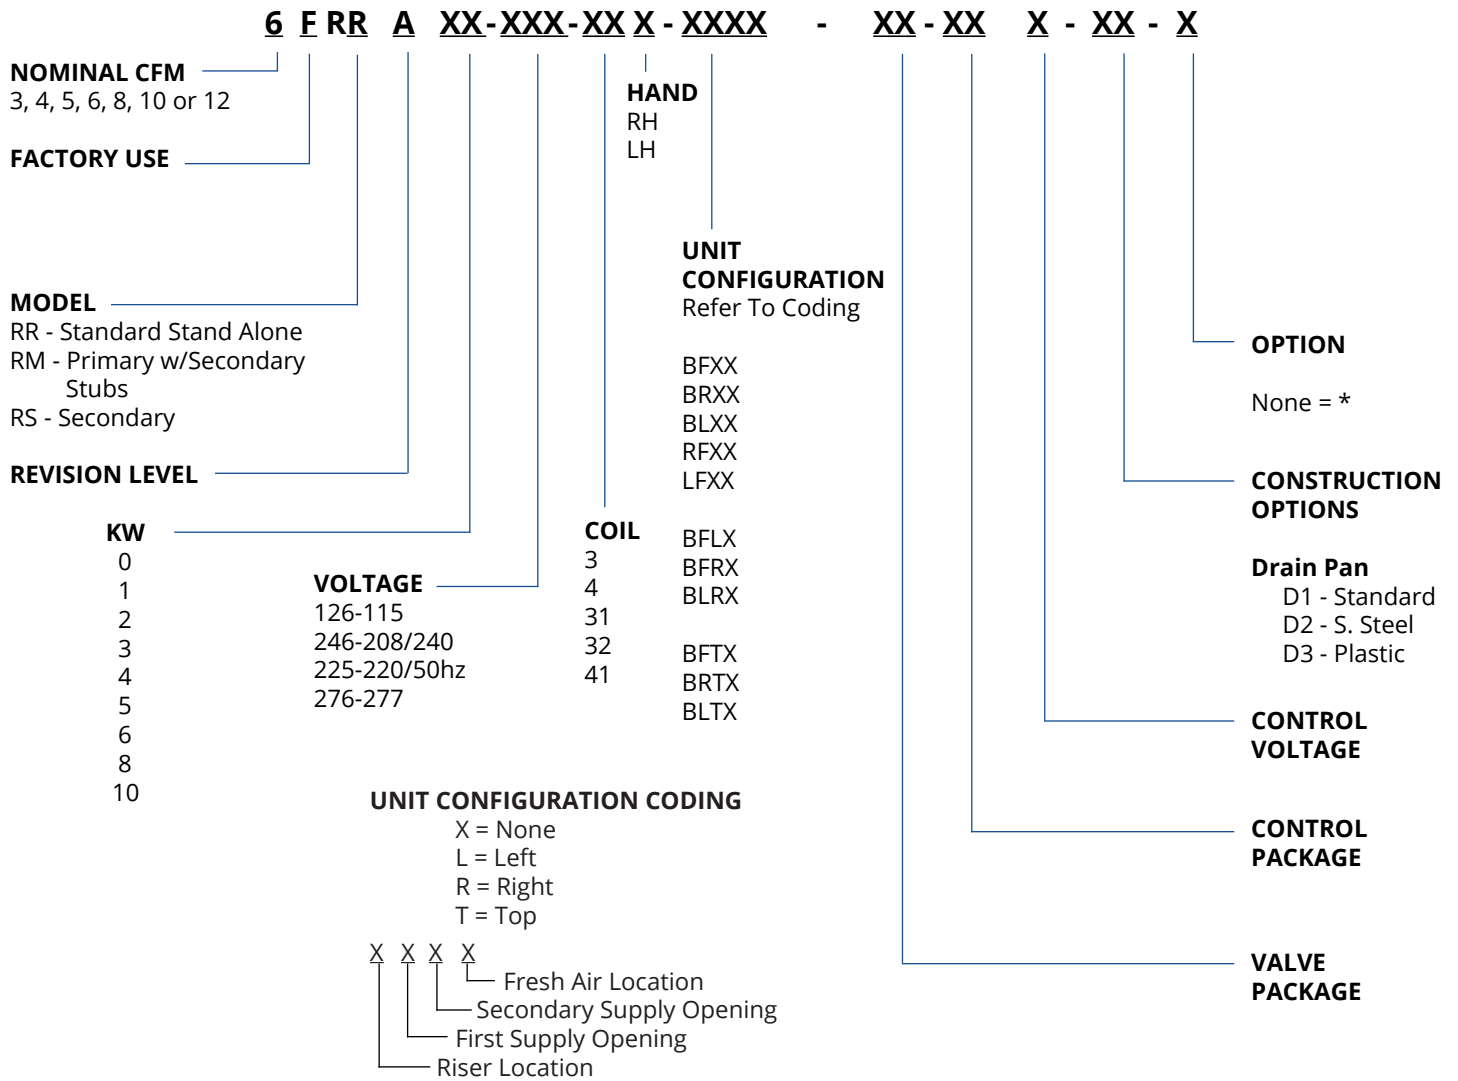 6 F RR A XX-XXX-XX X - XXXX - XX - XX X - XX - X
NOMINAL CFM
3, 4, 5, 6, 8, 10 or 12
FACTORY USE
MODEL
RR - Standard Stand Alone
RM - Primary w/Secondary
Stubs
RS - Secondary
REVISION LEVEL
KW
0
1
2
3
4
5
6
8
10
VOLTAGE
126-115
246-208/240
225-220/50hz
276-277
COIL
3
4
31
32
41
HAND
RH
LH
UNIT
CONFIGURATION
Refer To Coding
BFXX
BRXX
BLXX
RFXX
LFXX
BFLX
BFRX
BLRX
BFTX
BRTX
BLTX
UNIT CONFIGURATION CODING
X = None
L = Left
R = Right
T = Top
X X X X
Fresh Air Location
Secondary Supply Opening
First Supply Opening
Riser Location
OPTION
None = *
CONSTRUCTION
OPTIONS
Drain Pan
D1 - Standard
D2 - S. Steel
D3 - Plastic
CONTROL
VOLTAGE
CONTROL
PACKAGE
VALVE
PACKAGE